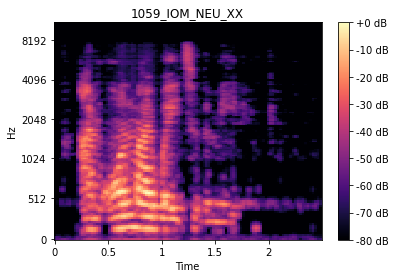 1059_IOM_NEU_XX
Hz
8192
4096
2048
1024
512
0
0
0.5
1
1.5
2
Time
+0 dB
-10 dB
-20 dB
-30 dB
-40 dB
-50 dB
-60 dB
-70 dB
-80 dB